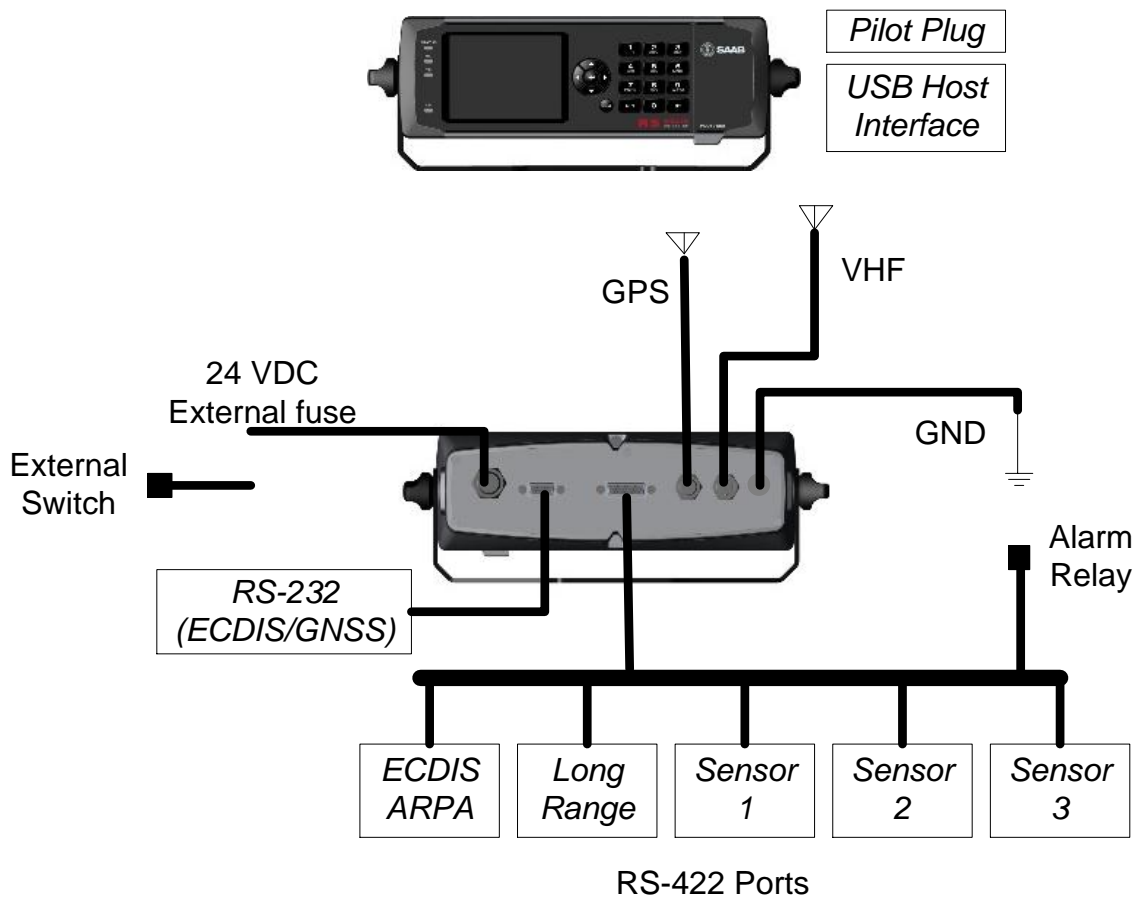 SAAB
Pilot Plug
USB Host
Interface
VHF
GPS
24 VDC
External fuse
GND
External
Switch
Alarm
Relay
RS-232
(ECDIS/GNSS)
ECDIS
ARPA
Long
Range
Sensor
1
Sensor
2
Sensor
3
RS-422 Ports